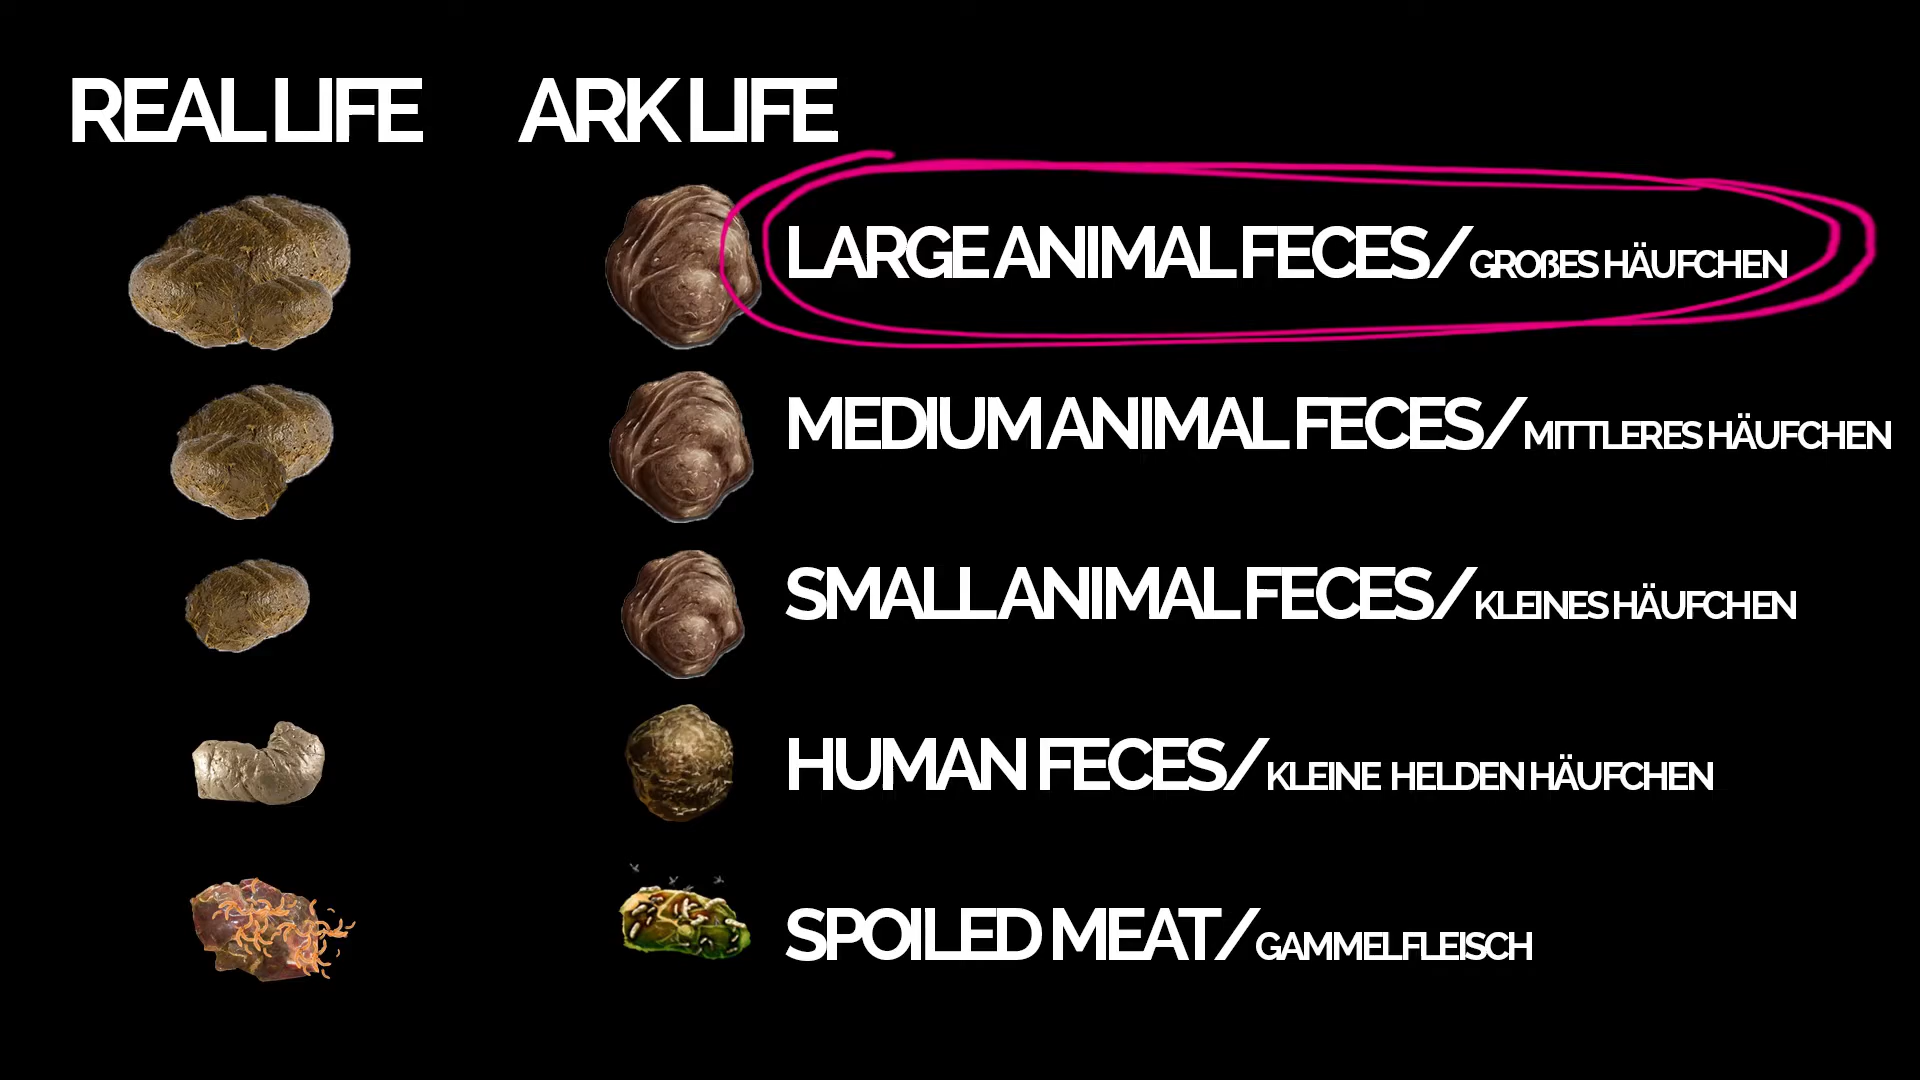 REAL LIFE
ARK LIFE
LARGE ANIMAL FECES/GROßES HÄUFCHEN
MEDIUM ANIMAL FECES/MITTLERES HÄUFCHEN
SMALL ANIMAL FECES/KLEINES HÄUFCHEN
HUMAN FECES/KLEINE HELDEN HÄUFCHEN
SPOILED MEAT/GAMMELFLEISCH